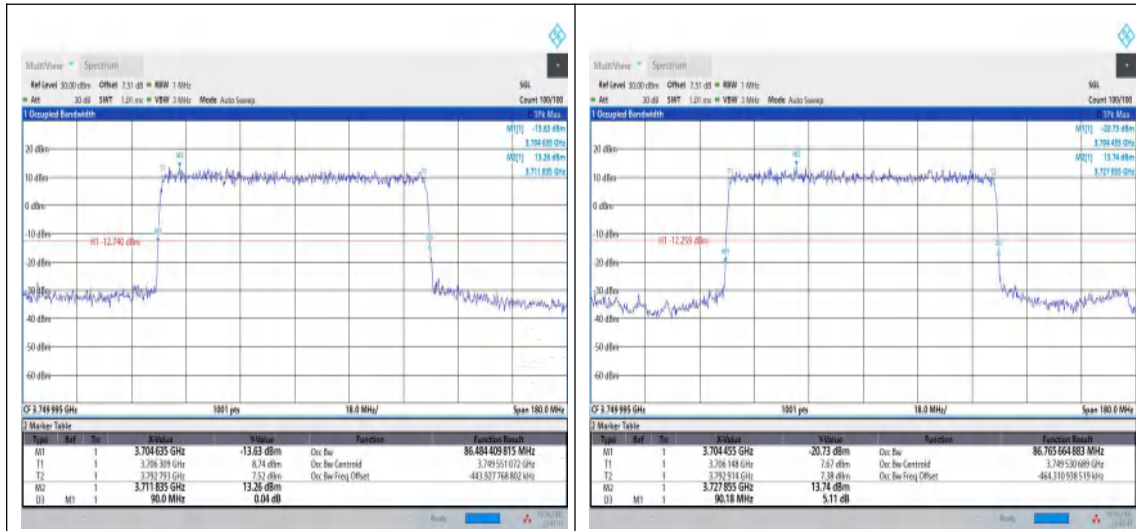 MultiView Spectrum
Ref Level 30.00 dBm Offset 7.51 dB RBW 1 MHz SGL
Att 30 dB SWT 1.01 ms VBW 3 MHz Mode Auto Sweep Count 100/100
1 Occupied Bandwidth 1Pk Max
M1[1] -13.63 dBm
3.704 635 GHz
M2[1] 13.26 dBm
3.711 835 GHz
20 dBm
10 dBm
0 dBm
-10 dBm
H1 -12.740 dBm
-20 dBm
-30 dBm
-40 dBm
-50 dBm
-60 dBm
T1
M2
M1
CF 3.749 995 GHz 1001 pts 18.0 MHz/ Span 180.0 MHz
2 Marker Table
Type Ref Trc X-Value Y-Value Function Function Result
M1 1 3.704 635 GHz -13.63 dBm Occ Bw 86.484 409 815 MHz
T1 1 3.706 309 GHz 8.74 dBm Occ Bw Centroid 3.749 551 072 GHz
T2 1 3.792 793 GHz 7.52 dBm Occ Bw Freq Offset -443.927 768 802 kHz
M2 1 3.711 835 GHz 13.26 dBm
D3 M1 1 90.0 MHz 0.04 dB
Ready
MultiView Spectrum
Ref Level 30.00 dBm Offset 7.51 dB RBW 1 MHz SGL
Att 30 dB SWT 1.01 ms VBW 3 MHz Mode Auto Sweep Count 100/100
1 Occupied Bandwidth 1Pk Max
M1[1] -20.73 dBm
3.704 455 GHz
M2[1] 13.74 dBm
3.727 855 GHz
20 dBm
10 dBm
0 dBm
-10 dBm
H1 -12.259 dBm
-20 dBm
-30 dBm
-40 dBm
-50 dBm
-60 dBm
M2
M1
CF 3.749 995 GHz 1001 pts 18.0 MHz/ Span 180.0 MHz
2 Marker Table
Type Ref Trc X-Value Y-Value Function Function Result
M1 1 3.704 455 GHz -20.73 dBm Occ Bw 86.765 664 883 MHz
T1 1 3.706 148 GHz 7.67 dBm Occ Bw Centroid 3.749 530 689 GHz
T2 1 3.792 914 GHz 7.38 dBm Occ Bw Freq Offset -464.310 938 519 kHz
M2 1 3.727 855 GHz 13.74 dBm
D3 M1 1 90.18 MHz 5.11 dB
Ready